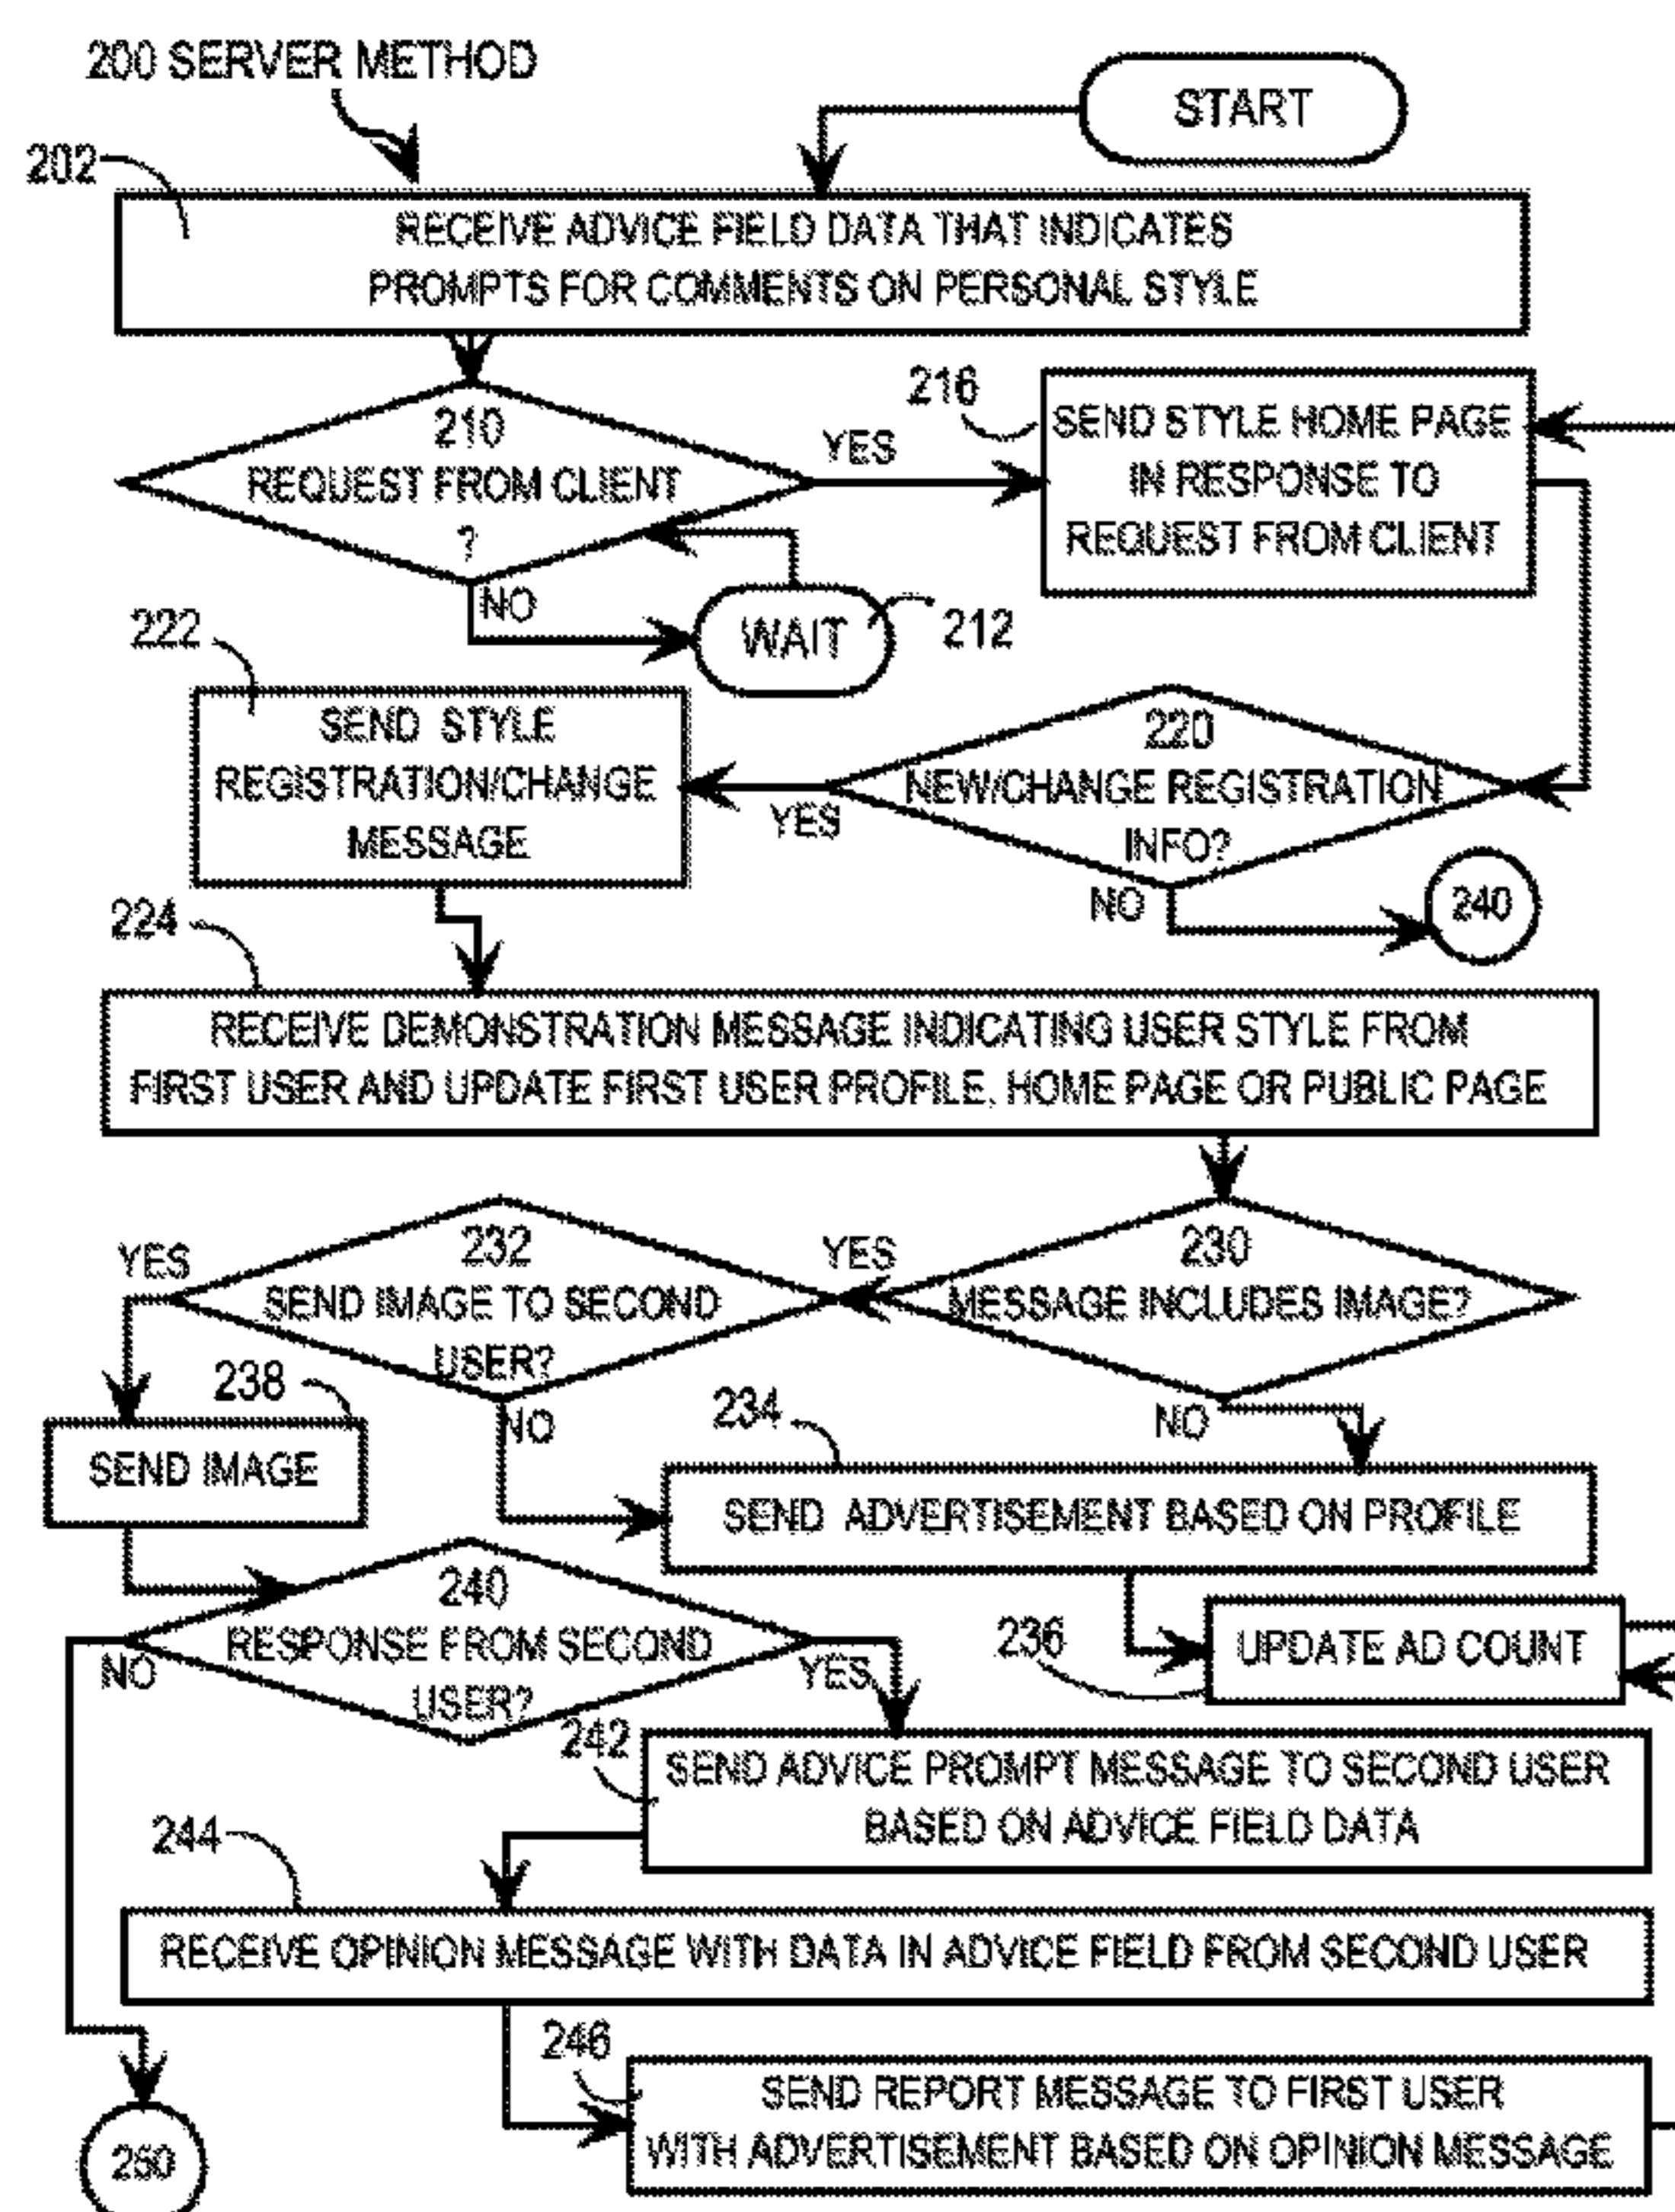 200 SERVER METHOD
START
202
RECEIVE ADVICE FIELD DATA THAT INDICATES
PROMPTS FOR COMMENTS ON PERSONAL STYLE
210
REQUEST FROM CLIENT
?
YES
NO
WAIT
212
216
SEND STYLE HOME PAGE
IN RESPONSE TO
REQUEST FROM CLIENT
220
NEW/CHANGE REGISTRATION
INFO?
YES
NO
240
222
SEND STYLE
REGISTRATION/CHANGE
MESSAGE
224
RECEIVE DEMONSTRATION MESSAGE INDICATING USER STYLE FROM
FIRST USER AND UPDATE FIRST USER PROFILE, HOME PAGE OR PUBLIC PAGE
230
MESSAGE INCLUDES IMAGE?
YES
NO
232
SEND IMAGE TO SECOND
USER?
YES
NO
238
SEND IMAGE
234
SEND ADVERTISEMENT BASED ON PROFILE
236
UPDATE AD COUNT
240
RESPONSE FROM SECOND
USER?
NO
YES
242
SEND ADVICE PROMPT MESSAGE TO SECOND USER
BASED ON ADVICE FIELD DATA
244
RECEIVE OPINION MESSAGE WITH DATA IN ADVICE FIELD FROM SECOND USER
246
SEND REPORT MESSAGE TO FIRST USER
WITH ADVERTISEMENT BASED ON OPINION MESSAGE